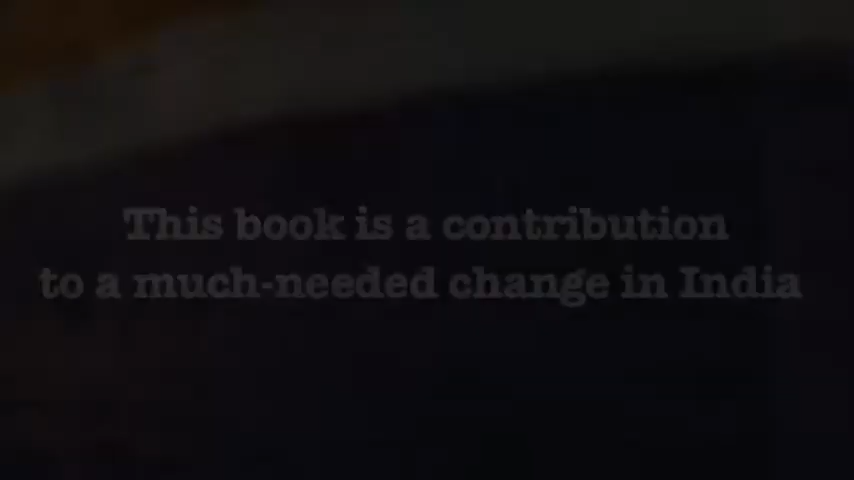 This book is a contribution
to a much-needed change in India